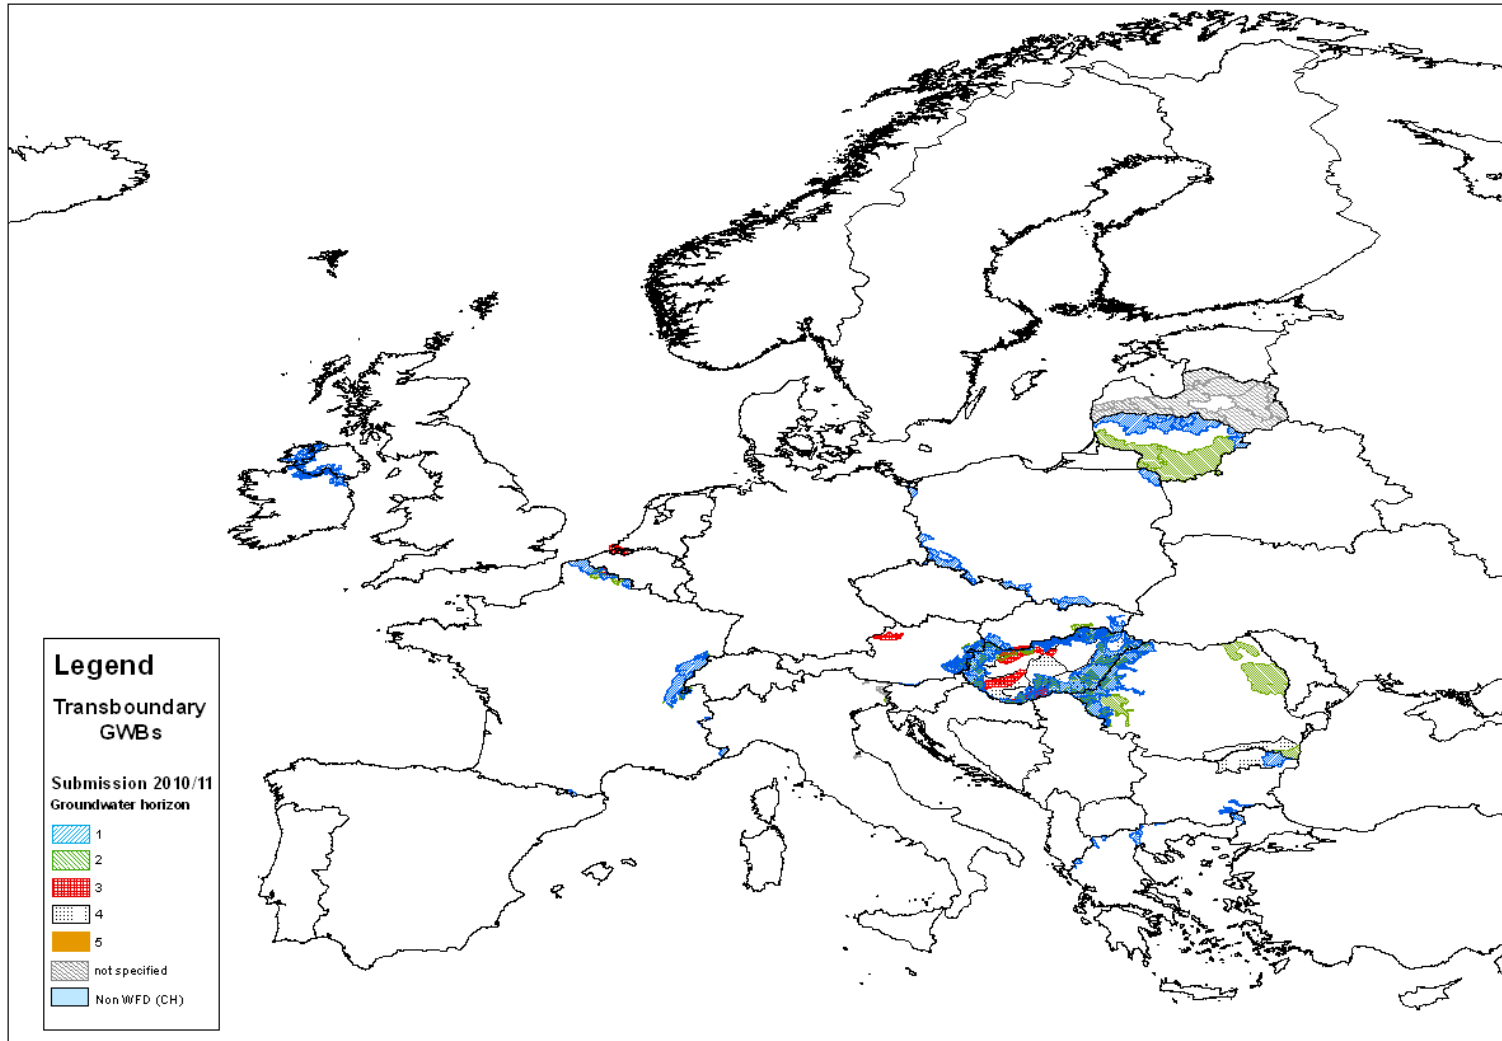 Legend
Transboundary
GWBs
Submission 2010/11
Groundwater horizon
1
2
3
4
5
not specified
Non WFD (CH)